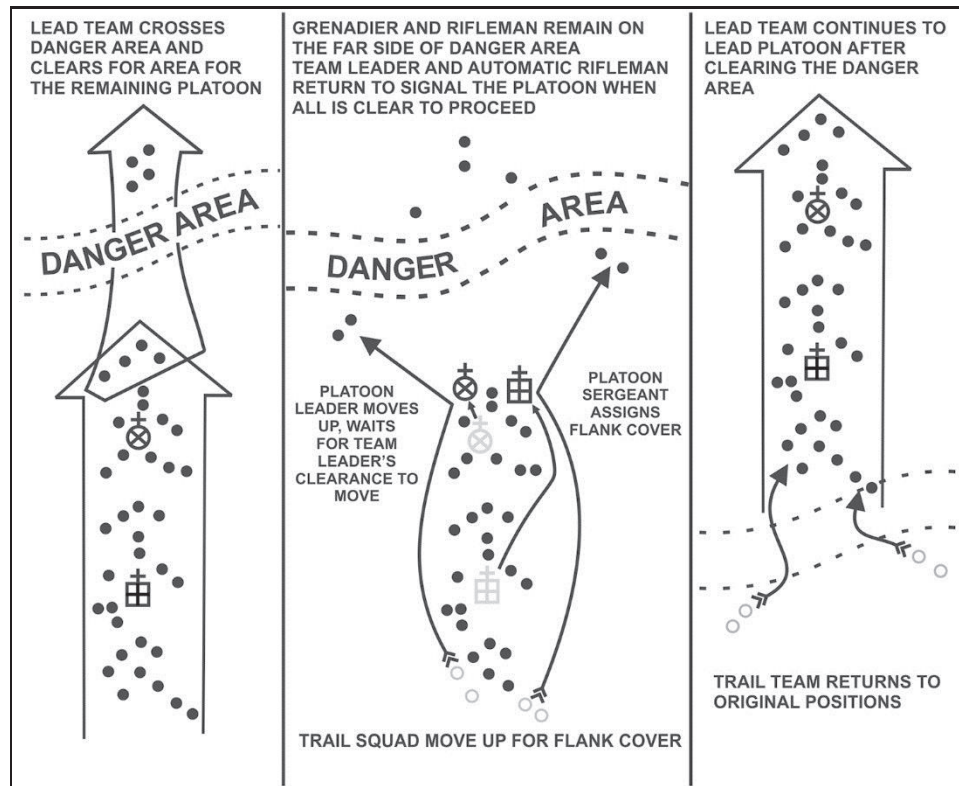 LEAD TEAM CROSSES
DANGER AREA AND
CLEARS FOR AREA FOR
THE REMAINING PLATOON
DANGER AREA
GRENADIER AND RIFLEMAN REMAIN ON
THE FAR SIDE OF DANGER AREA
TEAM LEADER AND AUTOMATIC RIFLEMAN
RETURN TO SIGNAL THE PLATOON WHEN
ALL IS CLEAR TO PROCEED
DANGER AREA
PLATOON
LEADER MOVES
UP, WAITS
FOR TEAM
LEADER'S
CLEARANCE TO
MOVE
PLATOON
SERGEANT
ASSIGNS
FLANK COVER
TRAIL SQUAD MOVE UP FOR FLANK COVER
LEAD TEAM CONTINUES TO
LEAD PLATOON AFTER
CLEARING THE DANGER
AREA
TRAIL TEAM RETURNS TO
ORIGINAL POSITIONS